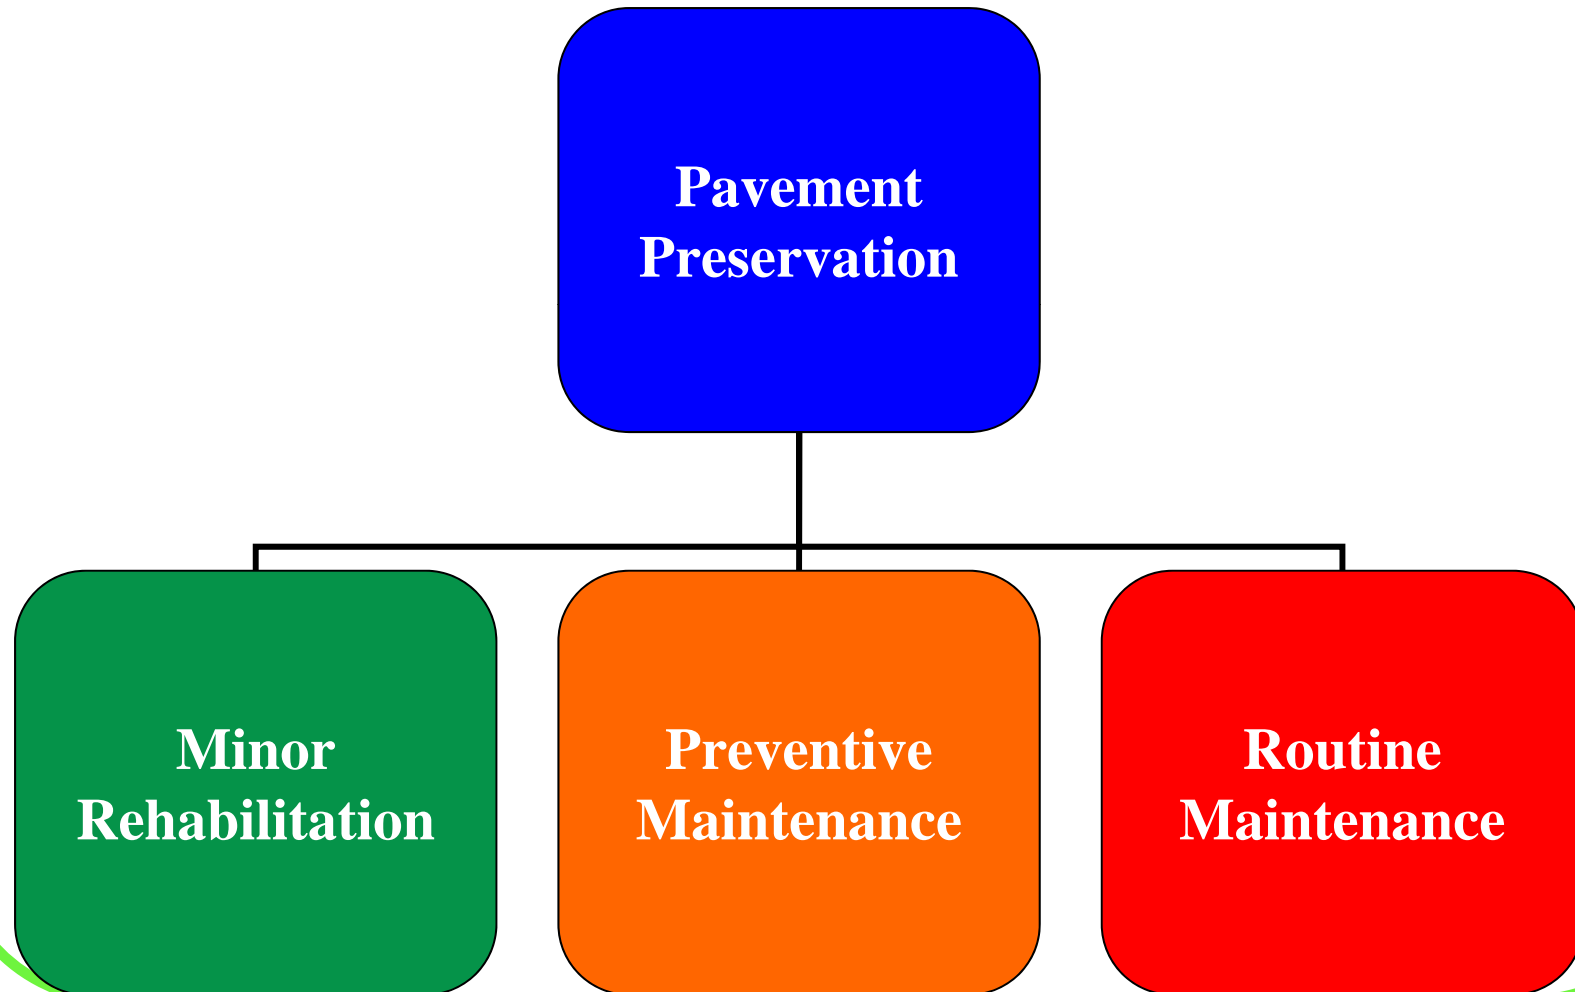 Pavement
Preservation
Minor
Rehabilitation
Preventive
Maintenance
Routine
Maintenance